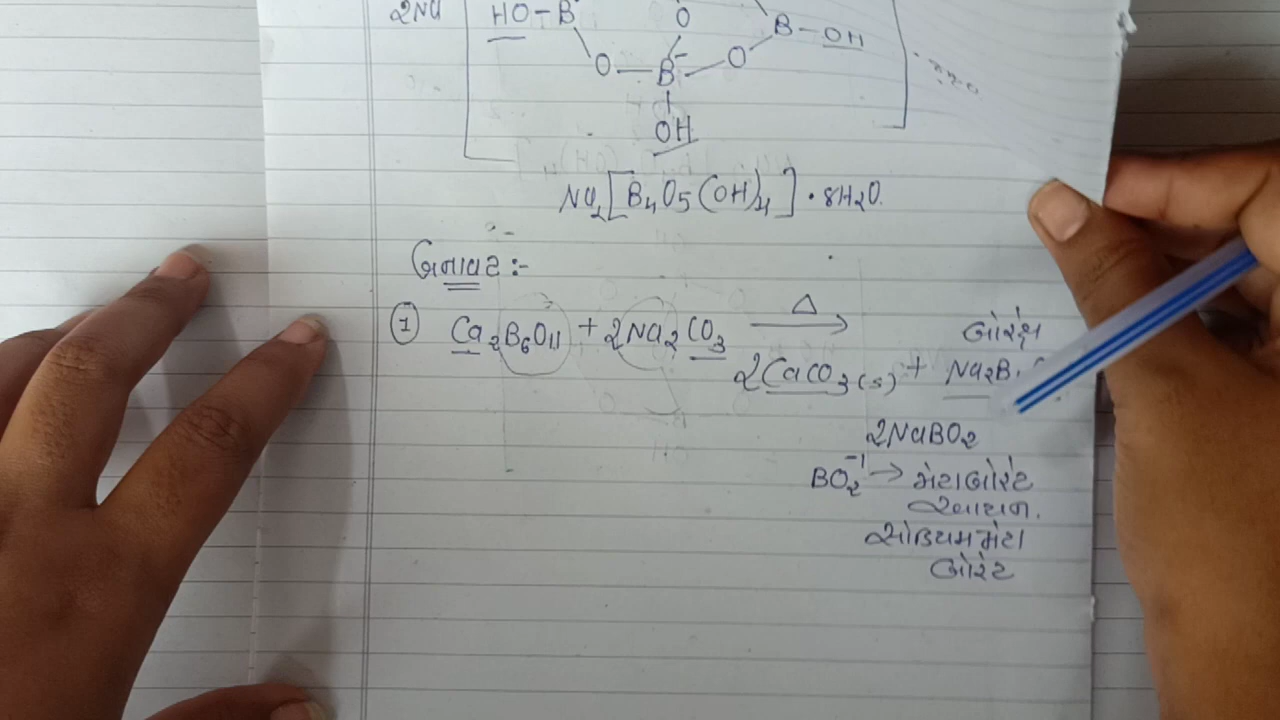 2Na
HO-B O B-OH
O-B⁻-O
OH
Na₂[B₄O₅(OH)₄]·8H₂O.
બનાવટ :-
① Ca₂B₆O₁₁ + 2Na₂CO₃ —Δ→
બોરેક્ષ
2CaCO₃(s) + Na₂B
2NaBO₂
BO₂⁻¹ → મેટાબોરેટ
આયન.
સોડિયમ મેટા
બોરેટ